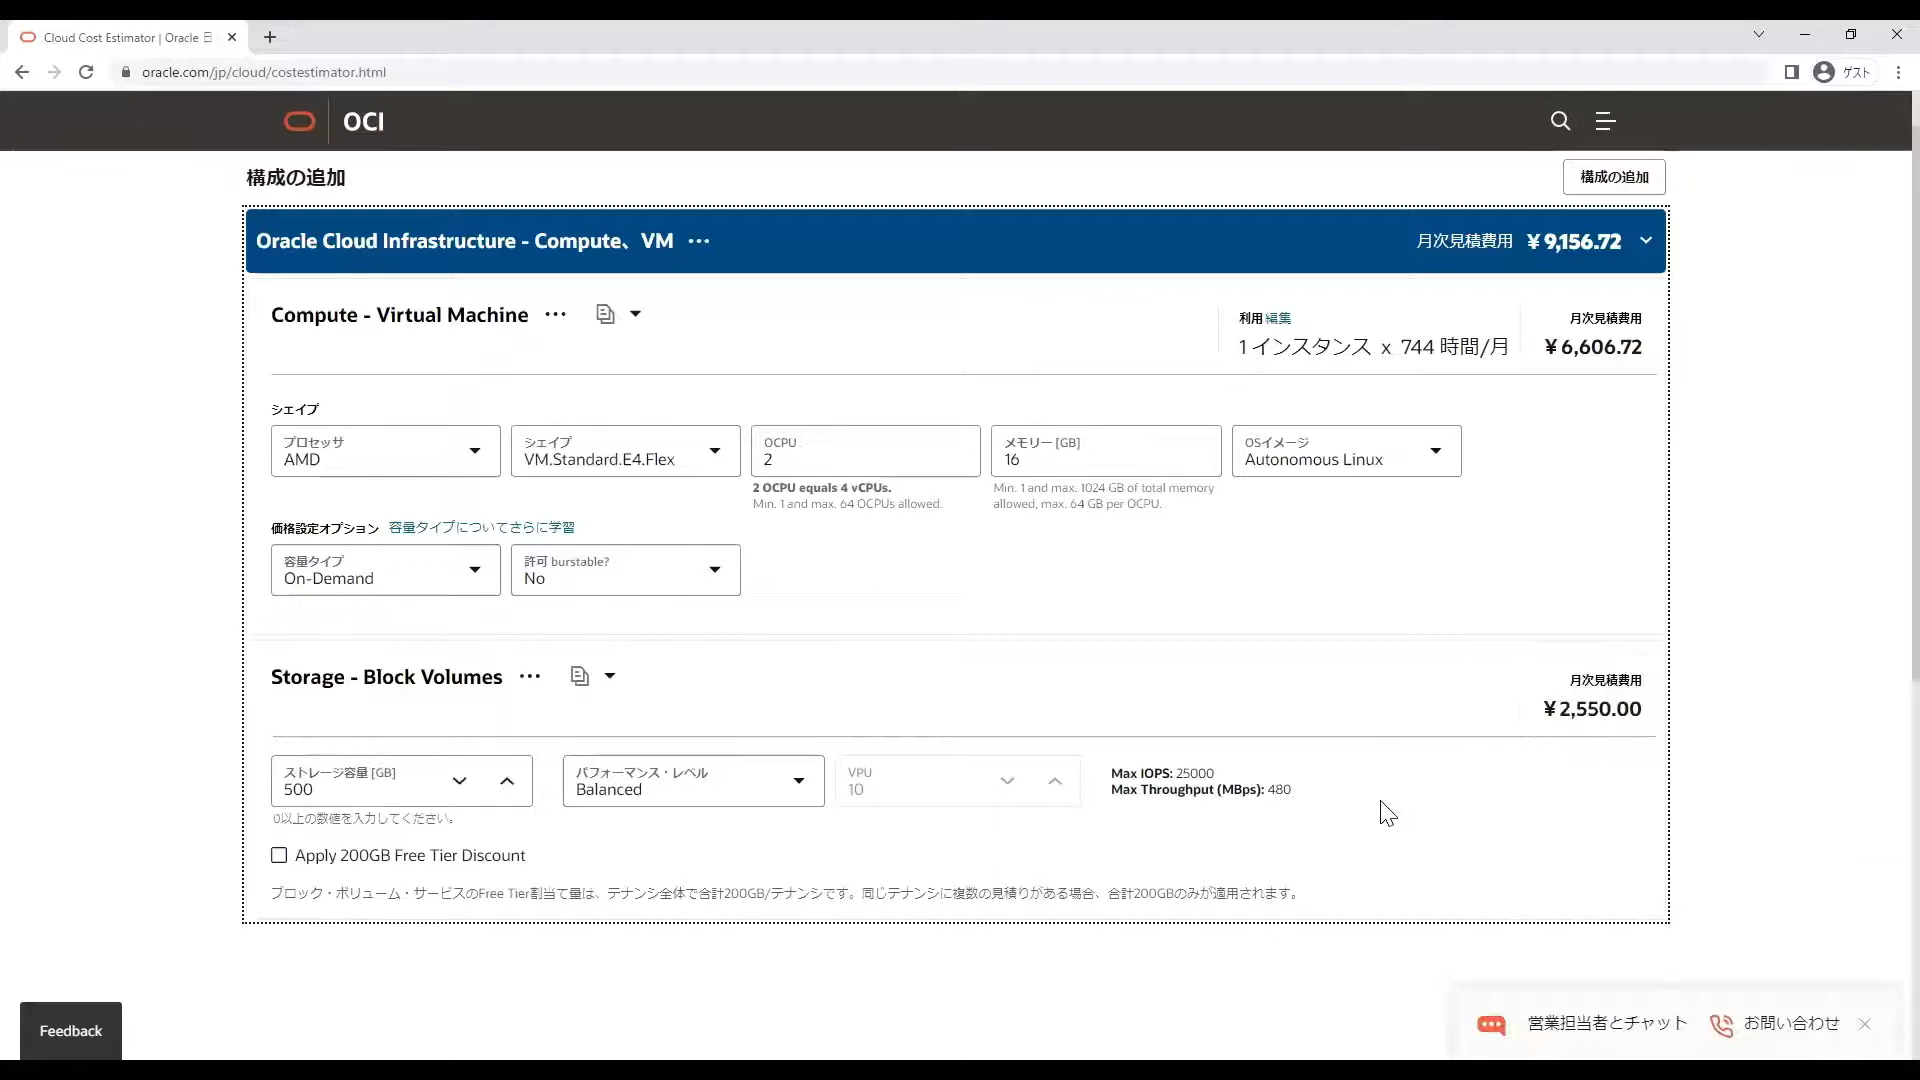 Cloud Cost Estimator | Oracle 日
oracle.com/jp/cloud/costestimator.html
ゲスト
OCI
構成の追加
構成の追加
Oracle Cloud Infrastructure - Compute、VM
月次見積費用 ¥9,156.72
Compute - Virtual Machine
利用 編集
1 インスタンス x 744 時間/月
月次見積費用
¥6,606.72
シェイプ
プロセッサ
AMD
シェイプ
VM.Standard.E4.Flex
OCPU
2
メモリー [GB]
16
OSイメージ
Autonomous Linux
2 OCPU equals 4 vCPUs.
Min. 1 and max. 64 OCPUs allowed.
Min. 1 and max. 1024 GB of total memory
allowed, max. 64 GB per OCPU.
価格設定オプション 容量タイプについてさらに学習
容量タイプ
On-Demand
許可 burstable?
No
Storage - Block Volumes
月次見積費用
¥2,550.00
ストレージ容量 [GB]
500
パフォーマンス・レベル
Balanced
VPU
10
Max IOPS: 25000
Max Throughput (MBps): 480
0以上の数値を入力してください。
Apply 200GB Free Tier Discount
ブロック・ボリューム・サービスのFree Tier割当て量は、テナンシ全体で合計200GB/テナンシです。同じテナンシに複数の見積りがある場合、合計200GBのみが適用されます。
Feedback
営業担当者とチャット
お問い合わせ